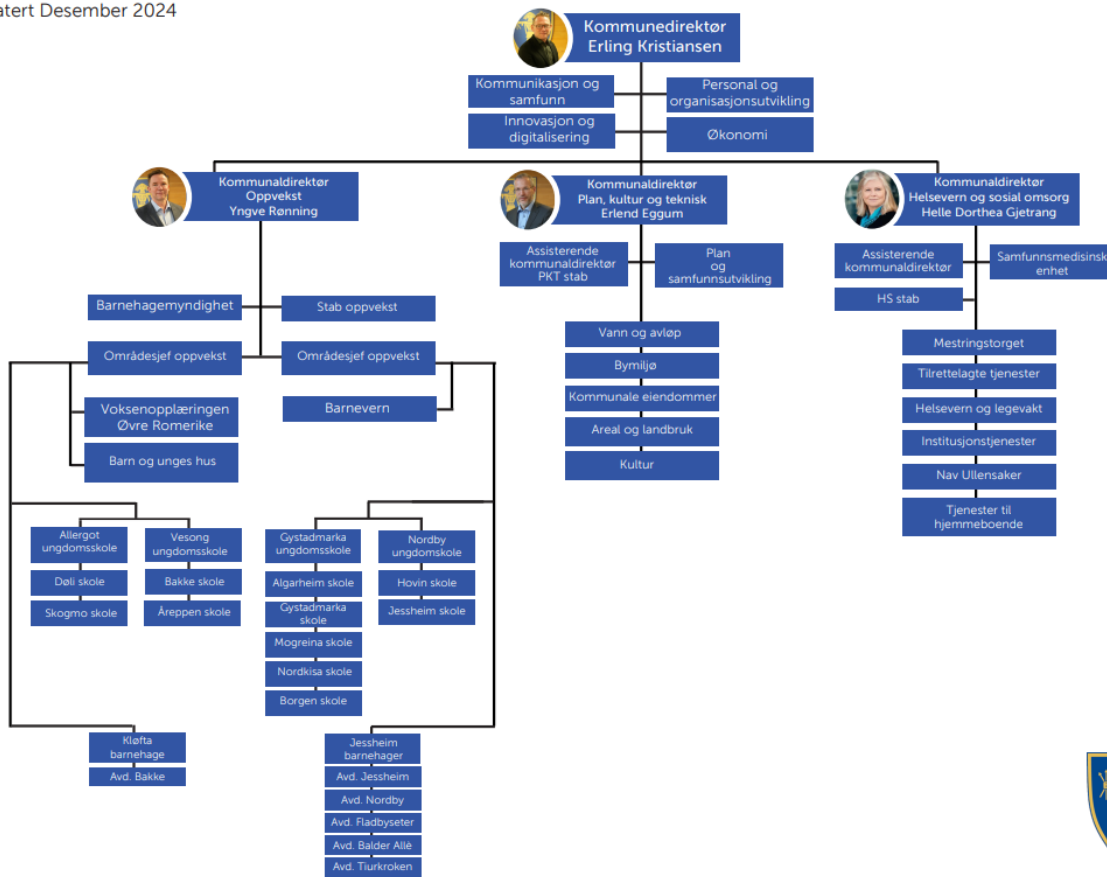 atert Desember 2024
Kommunedirektør
Erling Kristiansen
Kommunikasjon og
samfunn
Personal og
organisasjonsutvikling
Innovasjon og
digitalisering
Økonomi
Kommunaldirektør
Oppvekst
Yngve Rønning
Kommunaldirektør
Plan, kultur og teknisk
Erlend Eggum
Kommunaldirektør
Helsevern og sosial omsorg
Helle Dorthea Gjetrang
Barnehagemyndighet
Stab oppvekst
Områdesjef oppvekst
Områdesjef oppvekst
Voksenopplæringen
Øvre Romerike
Barn og unges hus
Barnevern
Allergot
ungdomsskole
Døli skole
Skogmo skole
Vesong
ungdomsskole
Bakke skole
Åreppen skole
Gystadmarka
ungdomsskole
Algarheim skole
Gystadmarka
skole
Mogreina skole
Nordkisa skole
Borgen skole
Nordby
ungdomskole
Hovin skole
Jessheim skole
Kløfta
barnehage
Avd. Bakke
Jessheim
barnehager
Avd. Jessheim
Avd. Nordby
Avd. Fladbyseter
Avd. Balder Allè
Avd. Tiurkroken
Assisterende
kommunaldirektør
PKT stab
Plan
og
samfunnsutvikling
Vann og avløp
Bymiljø
Kommunale eiendommer
Areal og landbruk
Kultur
Assisterende
kommunaldirektør
Samfunnsmedisinsk
enhet
HS stab
Mestringstorget
Tilrettelagte tjenester
Helsevern og legevakt
Institusjonstjenester
Nav Ullensaker
Tjenester til
hjemmeboende